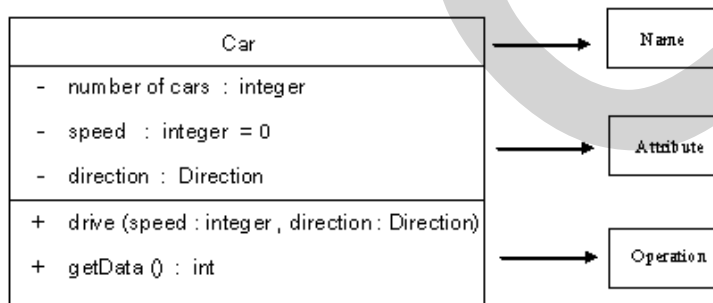 Car
- number of cars : integer
- speed : integer = 0
- direction : Direction
+ drive (speed : integer , direction : Direction)
+ getData () : int
Name
Attribute
Operation